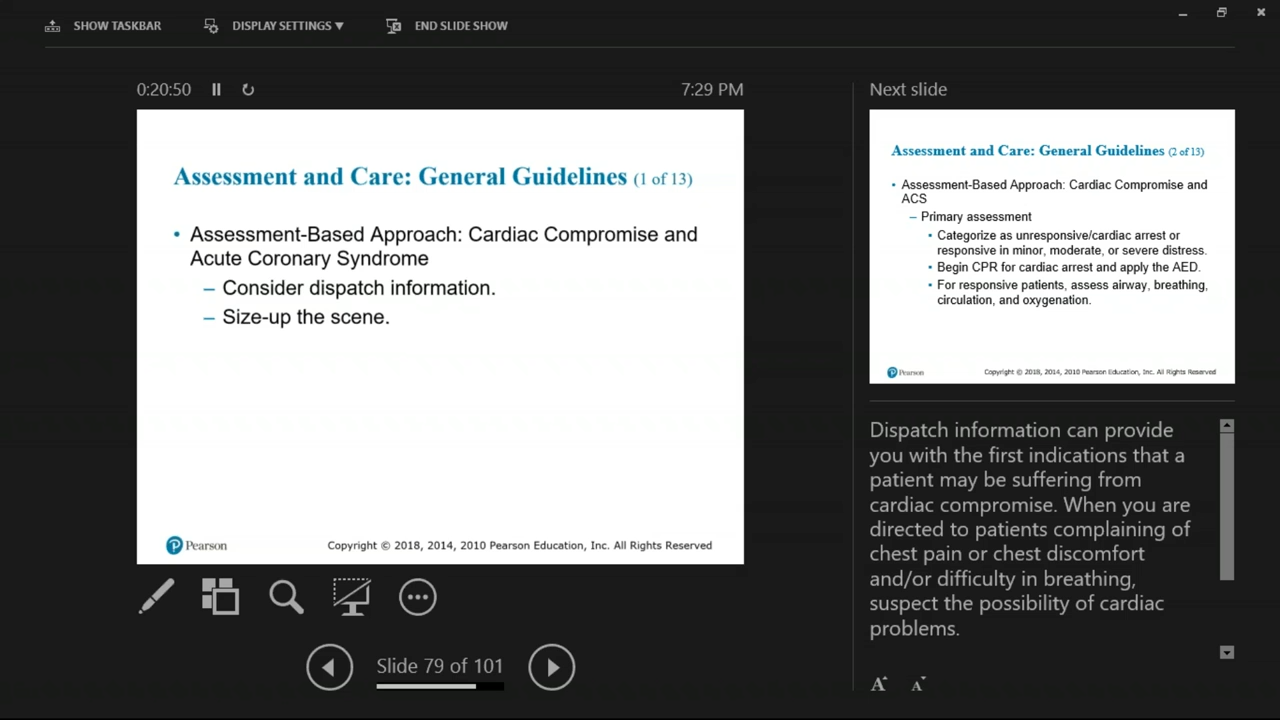 SHOW TASKBAR
DISPLAY SETTINGS ▼
END SLIDE SHOW
0:20:50
7:29 PM
Assessment and Care: General Guidelines (1 of 13)
• Assessment-Based Approach: Cardiac Compromise and
Acute Coronary Syndrome
– Consider dispatch information.
– Size-up the scene.
Pearson
Copyright © 2018, 2014, 2010 Pearson Education, Inc. All Rights Reserved
Slide 79 of 101
Next slide
Assessment and Care: General Guidelines (2 of 13)
• Assessment-Based Approach: Cardiac Compromise and
ACS
– Primary assessment
• Categorize as unresponsive/cardiac arrest or
responsive in minor, moderate, or severe distress.
• Begin CPR for cardiac arrest and apply the AED.
• For responsive patients, assess airway, breathing,
circulation, and oxygenation.
Pearson
Copyright © 2018, 2014, 2010 Pearson Education, Inc. All Rights Reserved
Dispatch information can provide
you with the first indications that a
patient may be suffering from
cardiac compromise. When you are
directed to patients complaining of
chest pain or chest discomfort
and/or difficulty in breathing,
suspect the possibility of cardiac
problems.
A A